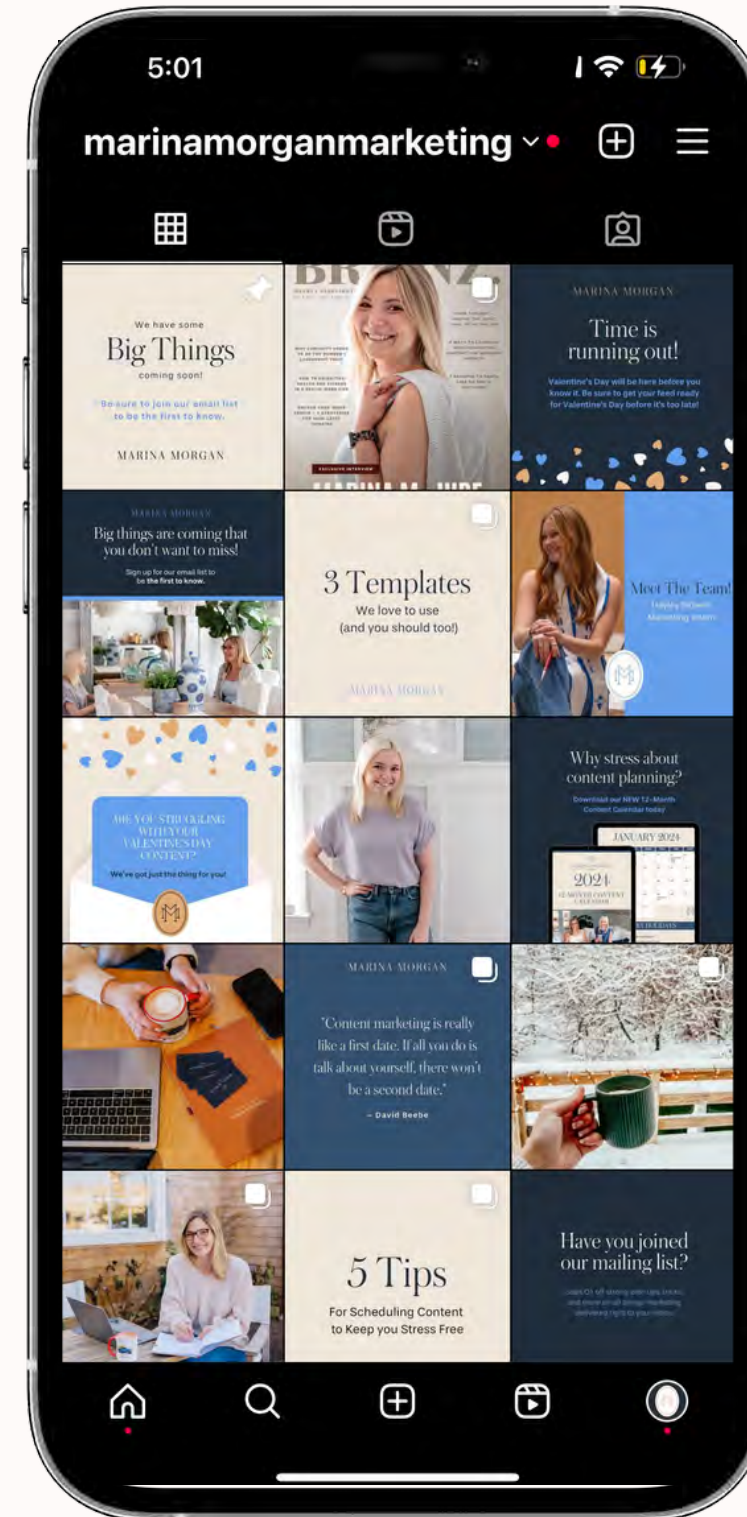 5:01
marinamorganmarketing
We have some
Big Things
coming soon!
Be sure to join our email list
to be the first to know.
MARINA MORGAN
EXCLUSIVE INTERVIEW
MARINA MORGAN
Time is
running out!
Valentine's Day will be here before you
know it. Be sure to get your feed ready
for Valentine's Day before it's too late!
MARINA MORGAN
Big things are coming that
you don't want to miss!
Sign up for our email list to
be the first to know.
3 Templates
We love to use
(and you should too!)
MARINA MORGAN
Meet The Team!
Marketing Intern
ARE YOU STRUGGLING
WITH YOUR
VALENTINE'S DAY
CONTENT?
We've got just the thing for you!
Why stress about
content planning?
Download our NEW 12-Month
Content Calendar today
JANUARY 2024
2024
12 MONTH CONTENT
CALENDAR
HOLIDAYS
MARINA MORGAN
"Content marketing is really
like a first date. If all you do is
talk about yourself, there won't
be a second date."
– David Beebe
5 Tips
For Scheduling Content
to Keep you Stress Free
Have you joined
our mailing list?